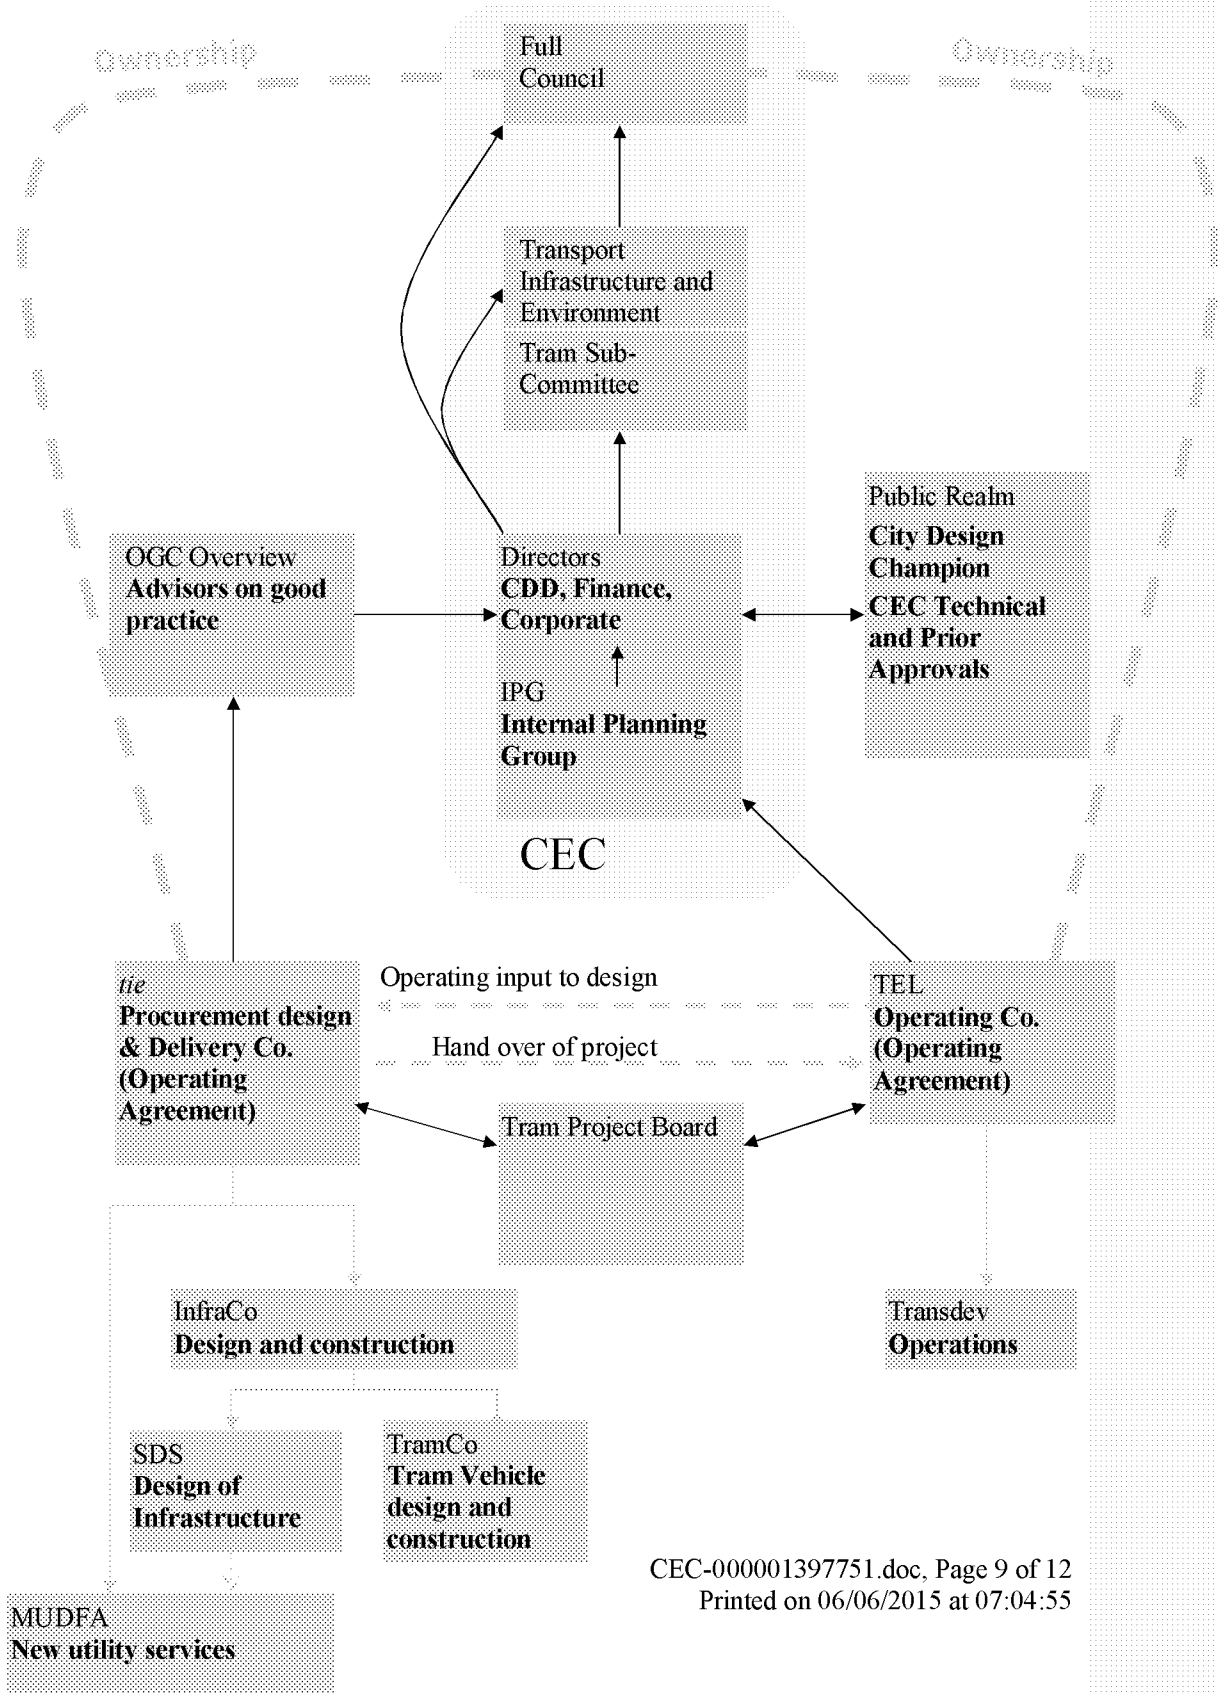 Ownership
Ownership
Full
Council
Transport
Infrastructure and
Environment
Tram Sub-
Committee
Public Realm
City Design
Champion
CEC Technical
and Prior
Approvals
OGC Overview
Advisors on good
practice
Directors
CDD, Finance,
Corporate
IPG
Internal Planning
Group
CEC
tie
Procurement design
& Delivery Co.
(Operating
Agreement)
Operating input to design
Hand over of project
TEL
Operating Co.
(Operating
Agreement)
Tram Project Board
InfraCo
Design and construction
Transdev
Operations
SDS
Design of
Infrastructure
TramCo
Tram Vehicle
design and
construction
CEC-000001397751.doc, Page 9 of 12
Printed on 06/06/2015 at 07:04:55
MUDFA
New utility services